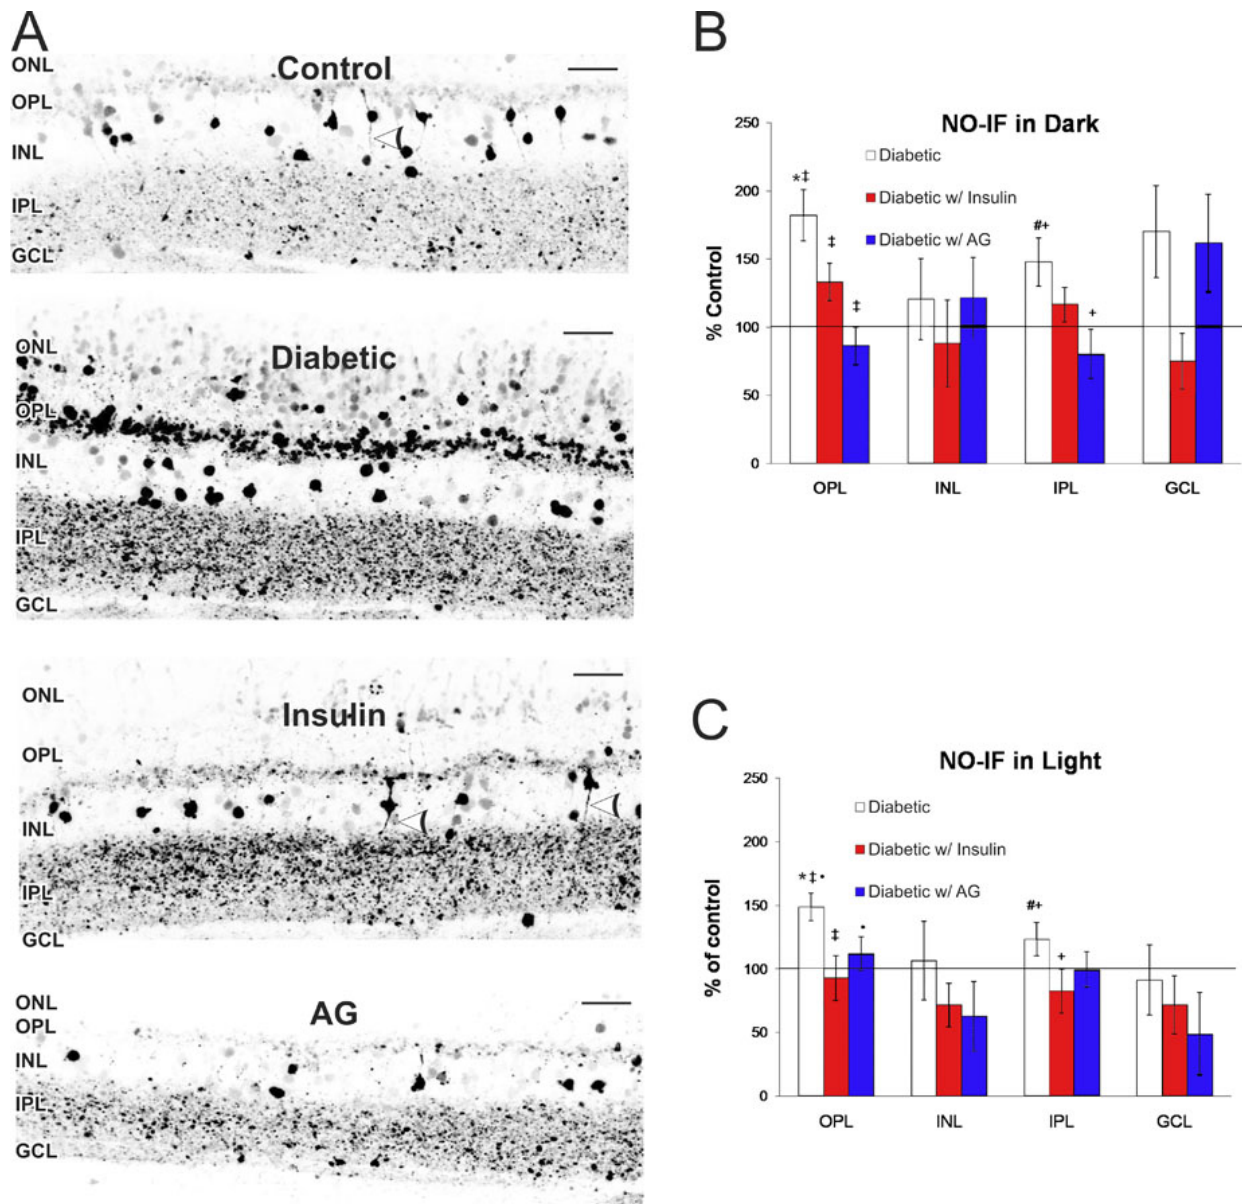 A
ONL
Control
OPL
INL
IPL
GCL
ONL
Diabetic
OPL
INL
IPL
GCL
ONL
Insulin
OPL
INL
IPL
GCL
ONL
AG
OPL
INL
IPL
GCL
B
NO-IF in Dark
250
Diabetic
*‡
200
Diabetic w/ Insulin
#+
‡
Diabetic w/ AG
150
‡
+
% Control
100
50
0
OPL INL IPL GCL
C
NO-IF in Light
250
Diabetic
200
Diabetic w/ Insulin
*‡•
Diabetic w/ AG
150
#+
‡
•
+
% of control
100
50
0
OPL INL IPL GCL